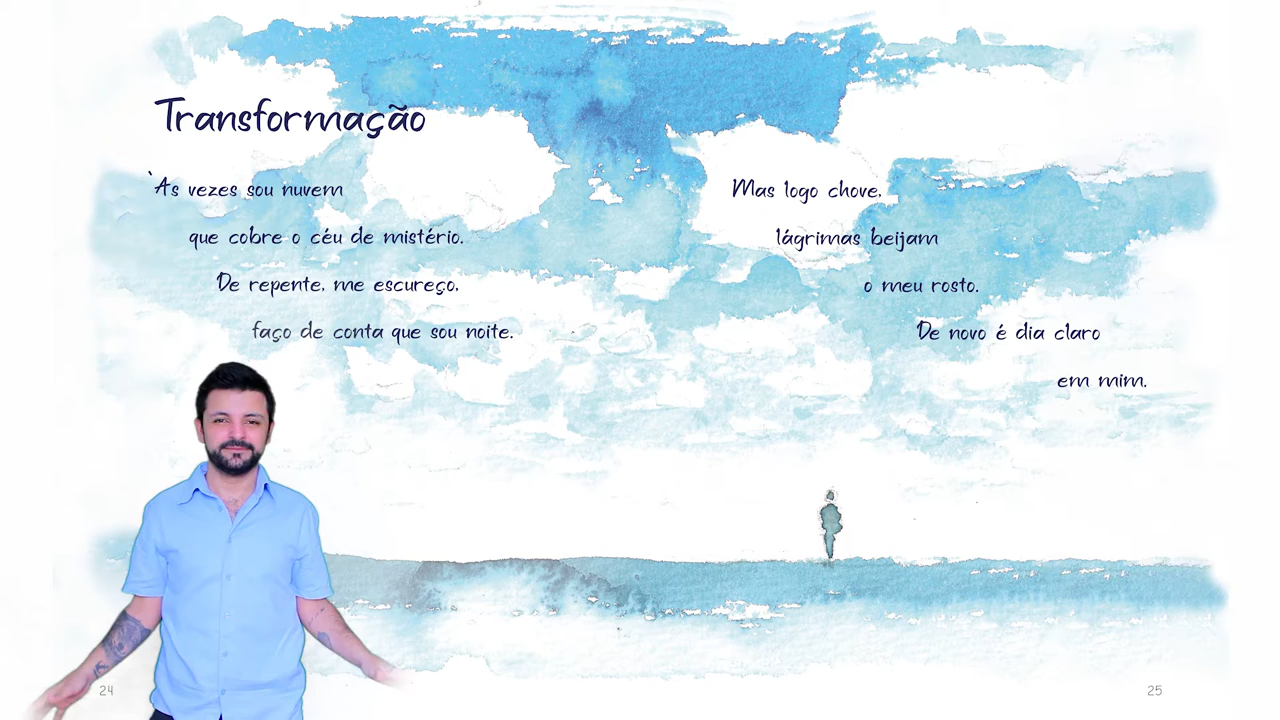 Transformação
Às vezes sou nuvem
que cobre o céu de mistério.
De repente, me escureço,
faço de conta que sou noite.
Mas logo chove,
lágrimas beijam
o meu rosto.
De novo é dia claro
em mim.
24
25